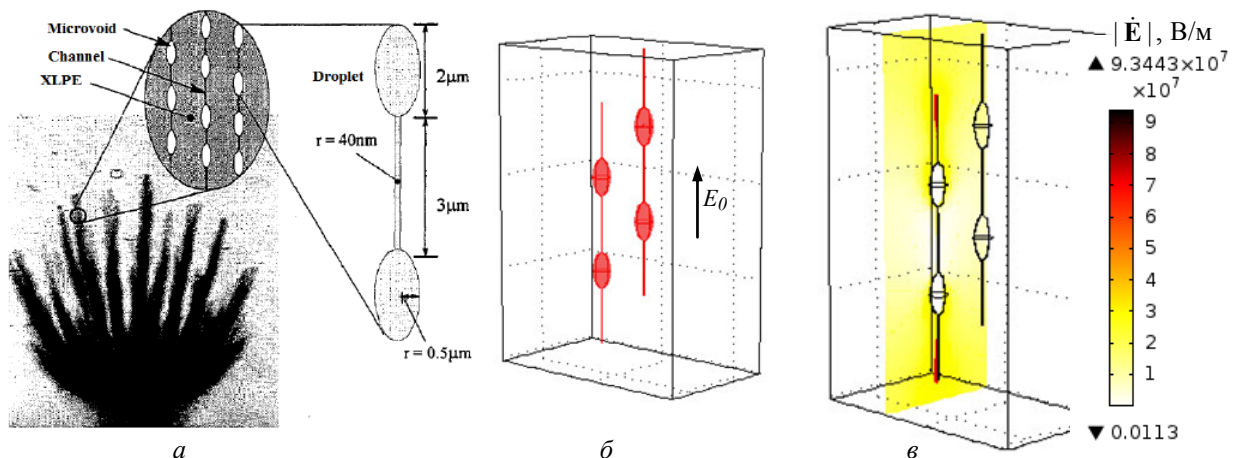 Microvoid
Channel
XLPE
Droplet
2μm
r = 40nm
3μm
r = 0.5μm
E0
| Ė |, В/м
▲ 9.3443×10⁷
×10⁷
9
8
7
6
5
4
3
2
1
▼ 0.0113
а
б
в